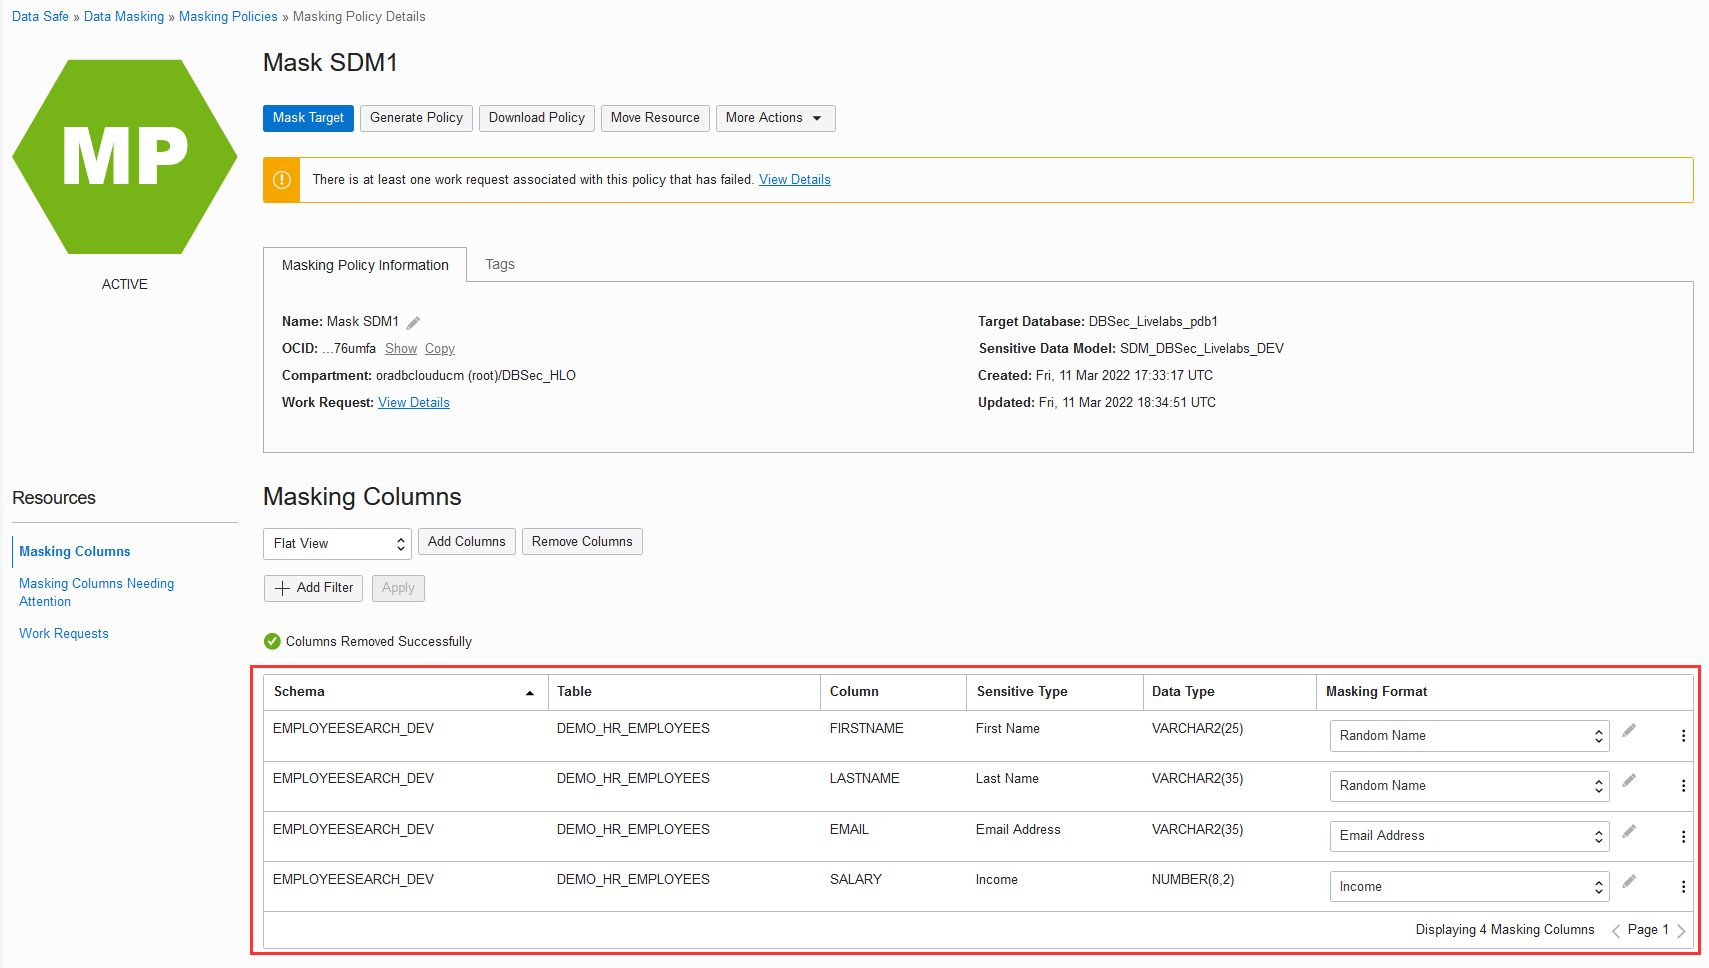 Data Safe » Data Masking » Masking Policies » Masking Policy Details
MP
ACTIVE
Mask SDM1
Mask Target Generate Policy Download Policy Move Resource More Actions
There is at least one work request associated with this policy that has failed. View Details
Masking Policy Information Tags
Name: Mask SDM1
OCID: ...76umfa Show Copy
Compartment: oradbclouducm (root)/DBSec_HLO
Work Request: View Details
Target Database: DBSec_Livelabs_pdb1
Sensitive Data Model: SDM_DBSec_Livelabs_DEV
Created: Fri, 11 Mar 2022 17:33:17 UTC
Updated: Fri, 11 Mar 2022 18:34:51 UTC
Resources
Masking Columns
Masking Columns Needing
Attention
Work Requests
Masking Columns
Flat View Add Columns Remove Columns
Add Filter Apply
Columns Removed Successfully
Schema Table Column Sensitive Type Data Type Masking Format
EMPLOYEESEARCH_DEV DEMO_HR_EMPLOYEES FIRSTNAME First Name VARCHAR2(25) Random Name
EMPLOYEESEARCH_DEV DEMO_HR_EMPLOYEES LASTNAME Last Name VARCHAR2(35) Random Name
EMPLOYEESEARCH_DEV DEMO_HR_EMPLOYEES EMAIL Email Address VARCHAR2(35) Email Address
EMPLOYEESEARCH_DEV DEMO_HR_EMPLOYEES SALARY Income NUMBER(8,2) Income
Displaying 4 Masking Columns Page 1